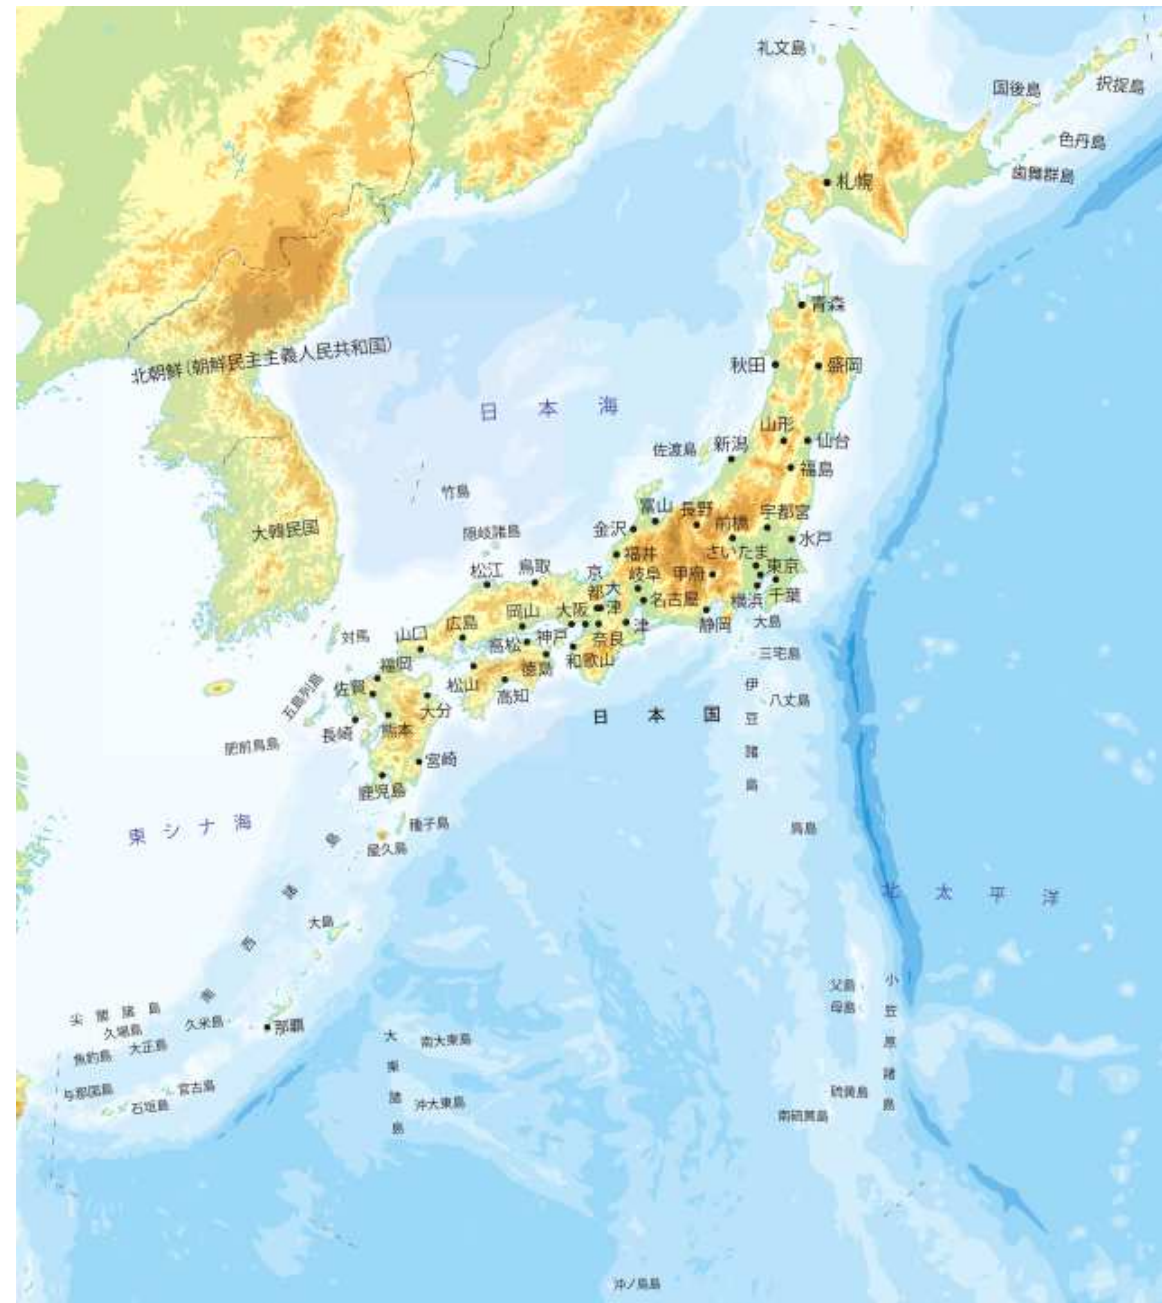 礼文島
国後島
択捉島
色丹島
歯舞群島
札幌
青森
秋田
盛岡
北朝鮮(朝鮮民主主義人民共和国)
日本海
山形
仙台
佐渡島
新潟
福島
竹島
大韓民国
隠岐諸島
富山
長野
前橋
宇都宮
金沢
水戸
福井
さいたま
東京
松江
鳥取
京都
大津
岐阜
甲府
横浜
千葉
名古屋
対馬
山口
広島
岡山
大阪
津
静岡
大島
高松
神戸
奈良
三宅島
福岡
和歌山
徳島
佐賀
松山
高知
五島列島
伊豆諸島
八丈島
大分
日本国
長崎
熊本
肥前鳥島
宮崎
鹿児島
東シナ海
種子島
屋久島
鳥島
北太平洋
南西諸島
大島
父島
小笠原諸島
母島
尖閣諸島
久場島
久米島
那覇
魚釣島
大正島
大東諸島
南大東島
与那国島
宮古島
石垣島
沖大東島
硫黄島
南硫黄島
沖ノ鳥島